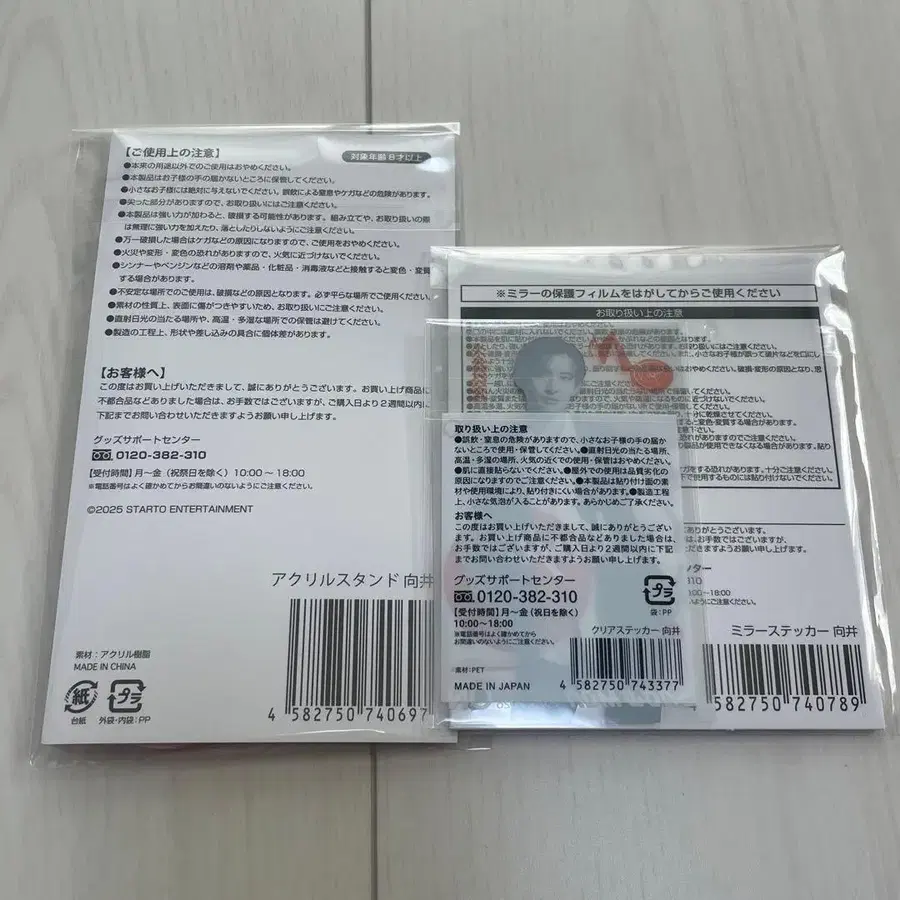 【ご使用上の注意】
対象年齢8才以上
●本来の用途以外でのご使用はおやめください。
●本製品はお子様の手の届かないところに保管してください。
●小さなお子様には絶対に与えないでください。誤飲による窒息やケガなどの危険があります。
●尖った部分がありますので、お取り扱いにはご注意ください。
●本製品は強い力が加わると、破損する可能性があります。組み立てや、お取り扱いの際
は無理に強い力を加えたり、落としたりしないようにご注意ください。
●万一破損した場合はケガなどの原因になりますので、ご使用をおやめください。
●火災や変形・変色の恐れがありますので、火気に近づけないでください。
●シンナーやベンジンなどの溶剤や薬品・化粧品・消毒液などと接触すると変色・変質
する場合があります。
●不安定な場所でのご使用は、破損などの原因となります。必ず平らな場所でご使用ください。
●素材の性質上、表面に傷がつきやすいため、お取り扱いにご注意ください。
●直射日光の当たる場所や、高温・多湿な場所での保管は避けてください。
●製造の工程上、形状や差し込みの具合に個体差があります。
【お客様へ】
この度はお買い上げいただきまして、誠にありがとうございます。お買い上げ商品に
不都合品などありました場合は、お手数ではございますが、ご購入日より2週間以内に
下記までお問い合わせいただきますようお願い申し上げます。
グッズサポートセンター
0120-382-310
【受付時間】月〜金（祝祭日を除く）10:00〜18:00
※電話番号はよく確かめてからお間違いのないようにご注意ください。
©2025 STARTO ENTERTAINMENT
アクリルスタンド 向井
素材：アクリル樹脂
MADE IN CHINA
紙
台紙
プラ
外袋・内袋：PP
4 582750 740697
※ミラーの保護フィルムをはがしてからご使用ください
お取り扱い上の注意
取り扱い上の注意
●誤飲・窒息の危険がありますので、小さなお子様の手の届か
ないところで使用・保管してください。●直射日光の当たる場所、
高温・多湿の場所、火気の近くでの使用・保管はおやめください。
●肌に直接貼らないでください。●屋外での使用は品質劣化の
原因になりますのでご注意ください。●本製品は貼り付け面の素
材や使用環境により、貼り付きにくい場合があります。●製造工程
上、小さな気泡が入ることがあります。あらかじめご了承ください。
お客様へ
この度はお買い上げいただきまして、誠にありがとうござい
ます。お買い上げ商品に不都合品などありました場合は、
お手数ではございますが、ご購入日より2週間以内に下記
までお問い合わせいただきますようお願い申し上げます。
グッズサポートセンター
0120-382-310
【受付時間】月〜金（祝日を除く）
10:00〜18:00
※電話番号はよく確かめてから
お間違いのないようにご注意ください。
プラ
袋：PP
クリアステッカー 向井
素材：PET
MADE IN JAPAN
4 582750 743377
ミラーステッカー 向井
582750 740789